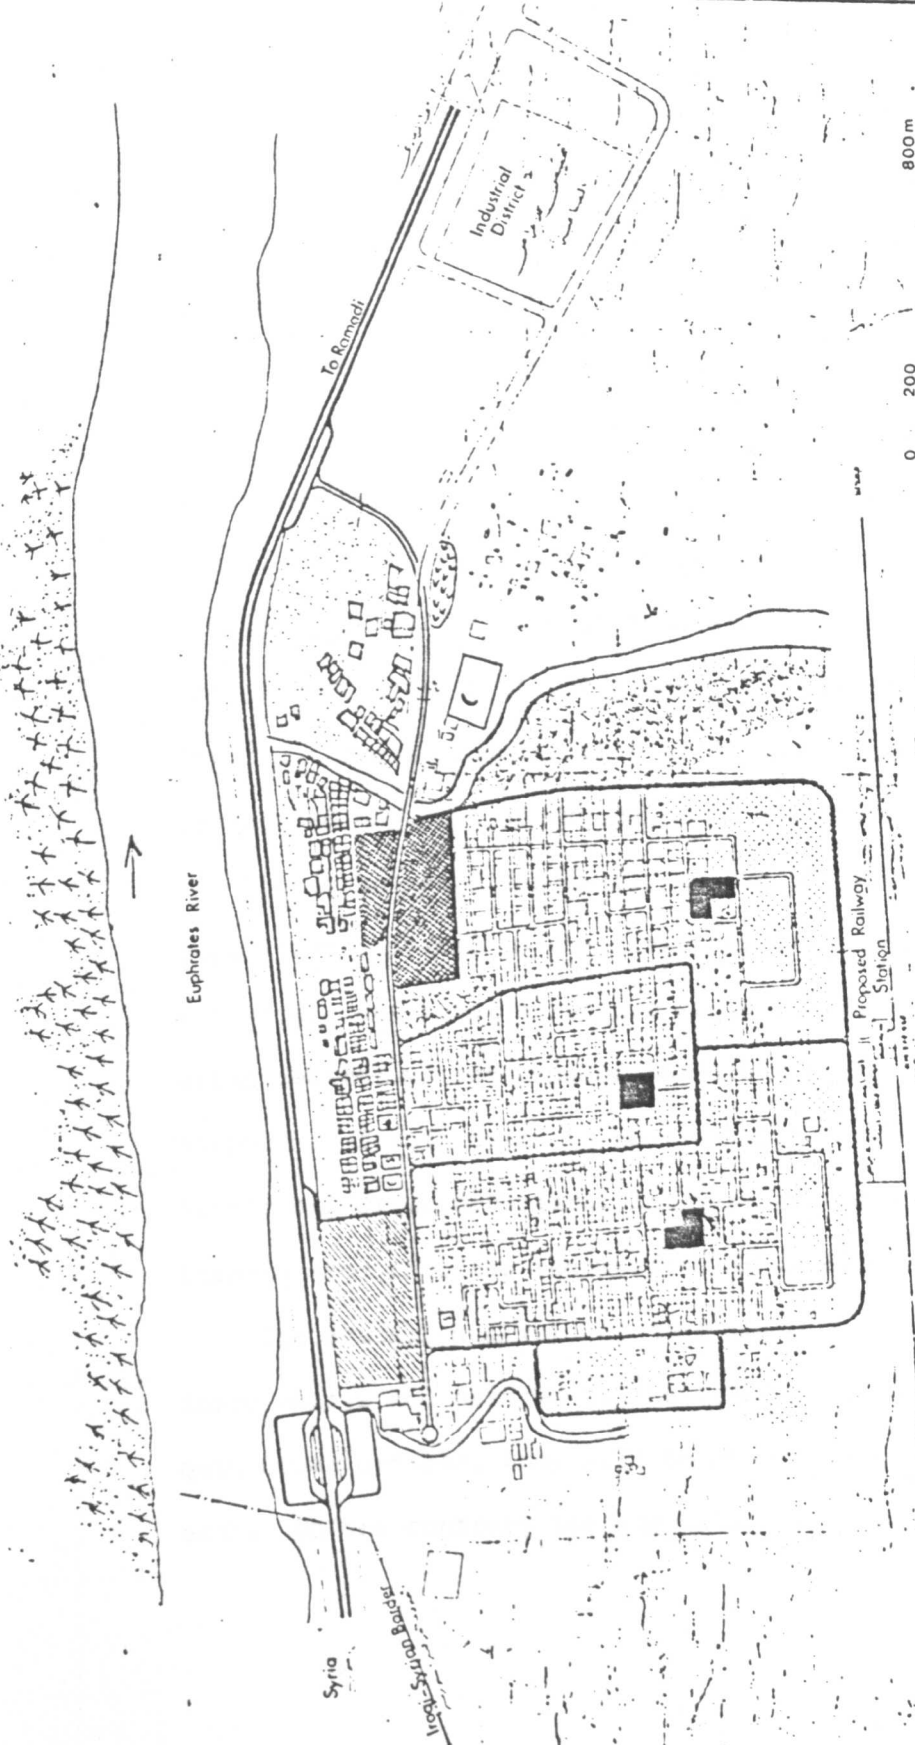 Euphrates River
To Ramadi
Industrial
District
Syria
Iraqi-Syrian Border
Proposed Railway
Station
0 200 800m